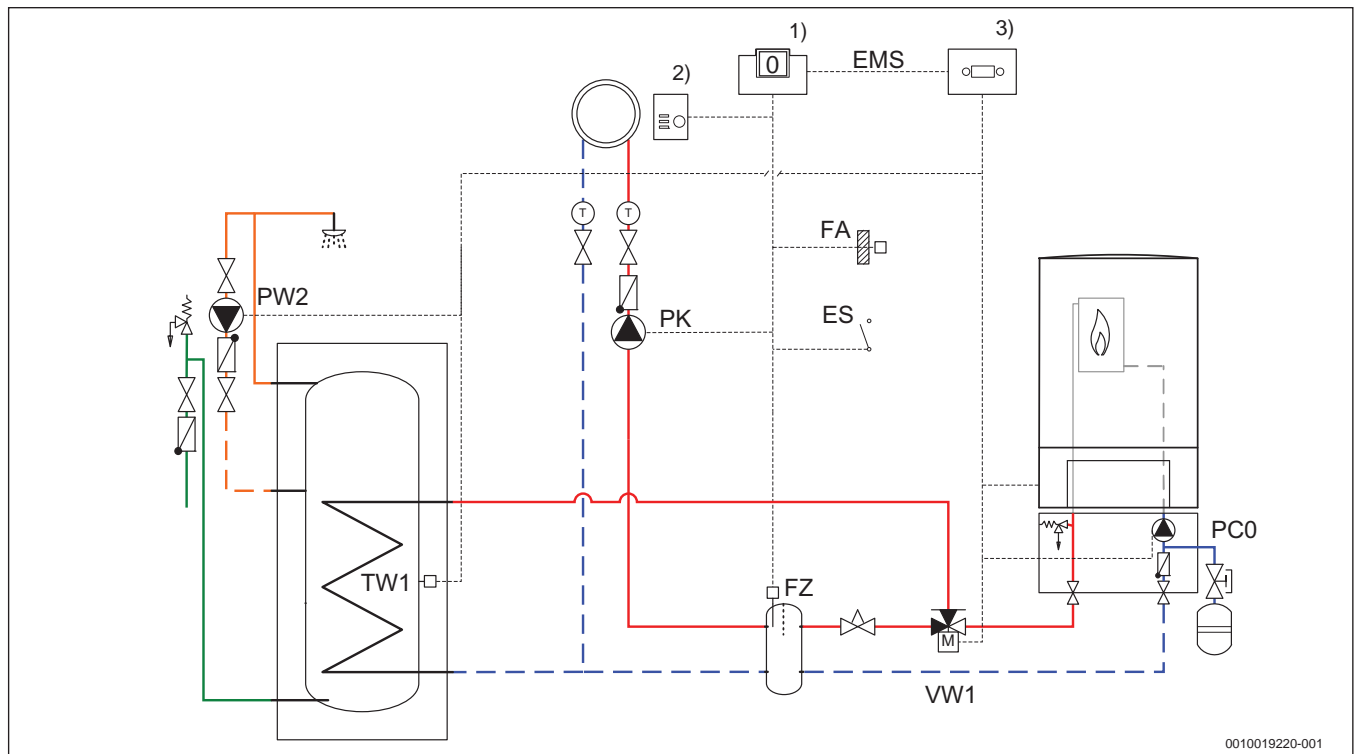 1)
3)
0
EMS
2)
T
T
FA
PW2
PK
ES
PC0
TW1
FZ
M
VW1
0010019220-001